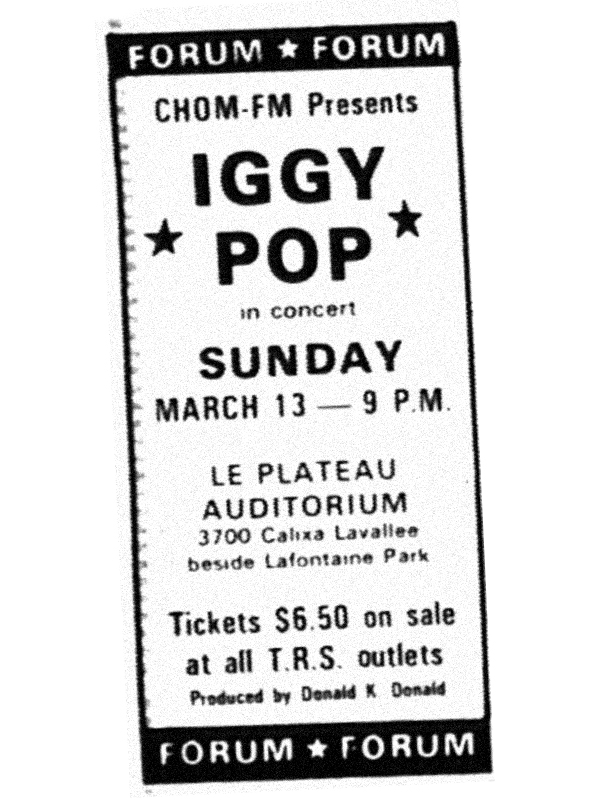 FORUM ★ FORUM
CHOM-FM Presents
IGGY
★ POP ★
in concert
SUNDAY
MARCH 13 — 9 P.M.
LE PLATEAU
AUDITORIUM
3700 Calixa Lavallee
beside Lafontaine Park
Tickets $6.50 on sale
at all T.R.S. outlets
Produced by Donald K Donald
FORUM ★ FORUM